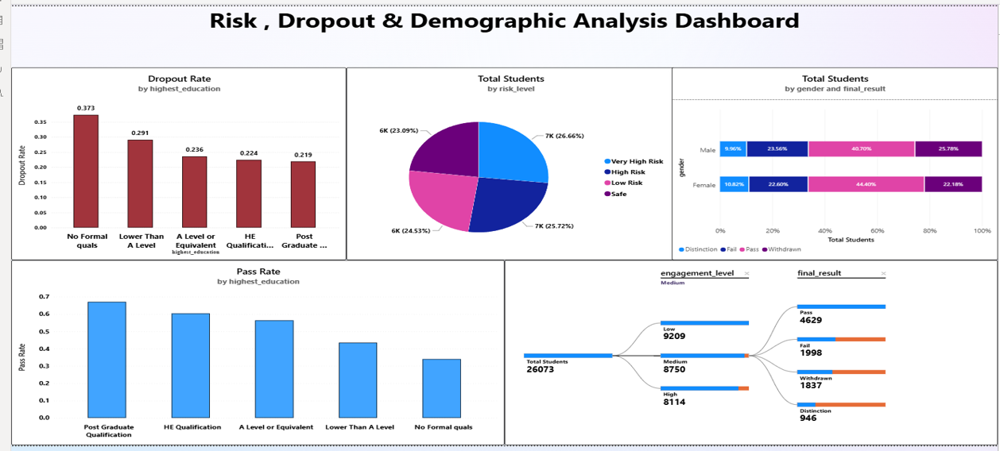 Risk , Dropout & Demographic Analysis Dashboard
Dropout Rate
by highest_education
0.373
0.291
0.236
0.224
0.219
0.35
0.30
0.25
0.20
0.15
0.10
0.05
0.00
Dropout Rate
No Formal quals
Lower Than A Level
A Level or Equivalent
HE Qualificati...
Post Graduate ...
highest_education
Total Students
by risk_level
6K (23.09%)
7K (26.66%)
6K (24.53%)
7K (25.72%)
Very High Risk
High Risk
Low Risk
Safe
Total Students
by gender and final_result
gender
Male
9.96%
23.56%
40.70%
25.78%
Female
10.82%
22.60%
44.40%
22.18%
0%
20%
40%
60%
80%
100%
Total Students
Distinction
Fail
Pass
Withdrawn
Pass Rate
by highest_education
0.7
0.6
0.5
0.4
0.3
0.2
0.1
0.0
Pass Rate
Post Graduate Qualification
HE Qualification
A Level or Equivalent
Lower Than A Level
No Formal quals
engagement_level
Medium
final_result
Total Students
26073
Low
9209
Medium
8750
High
8114
Pass
4629
Fail
1998
Withdrawn
1837
Distinction
946